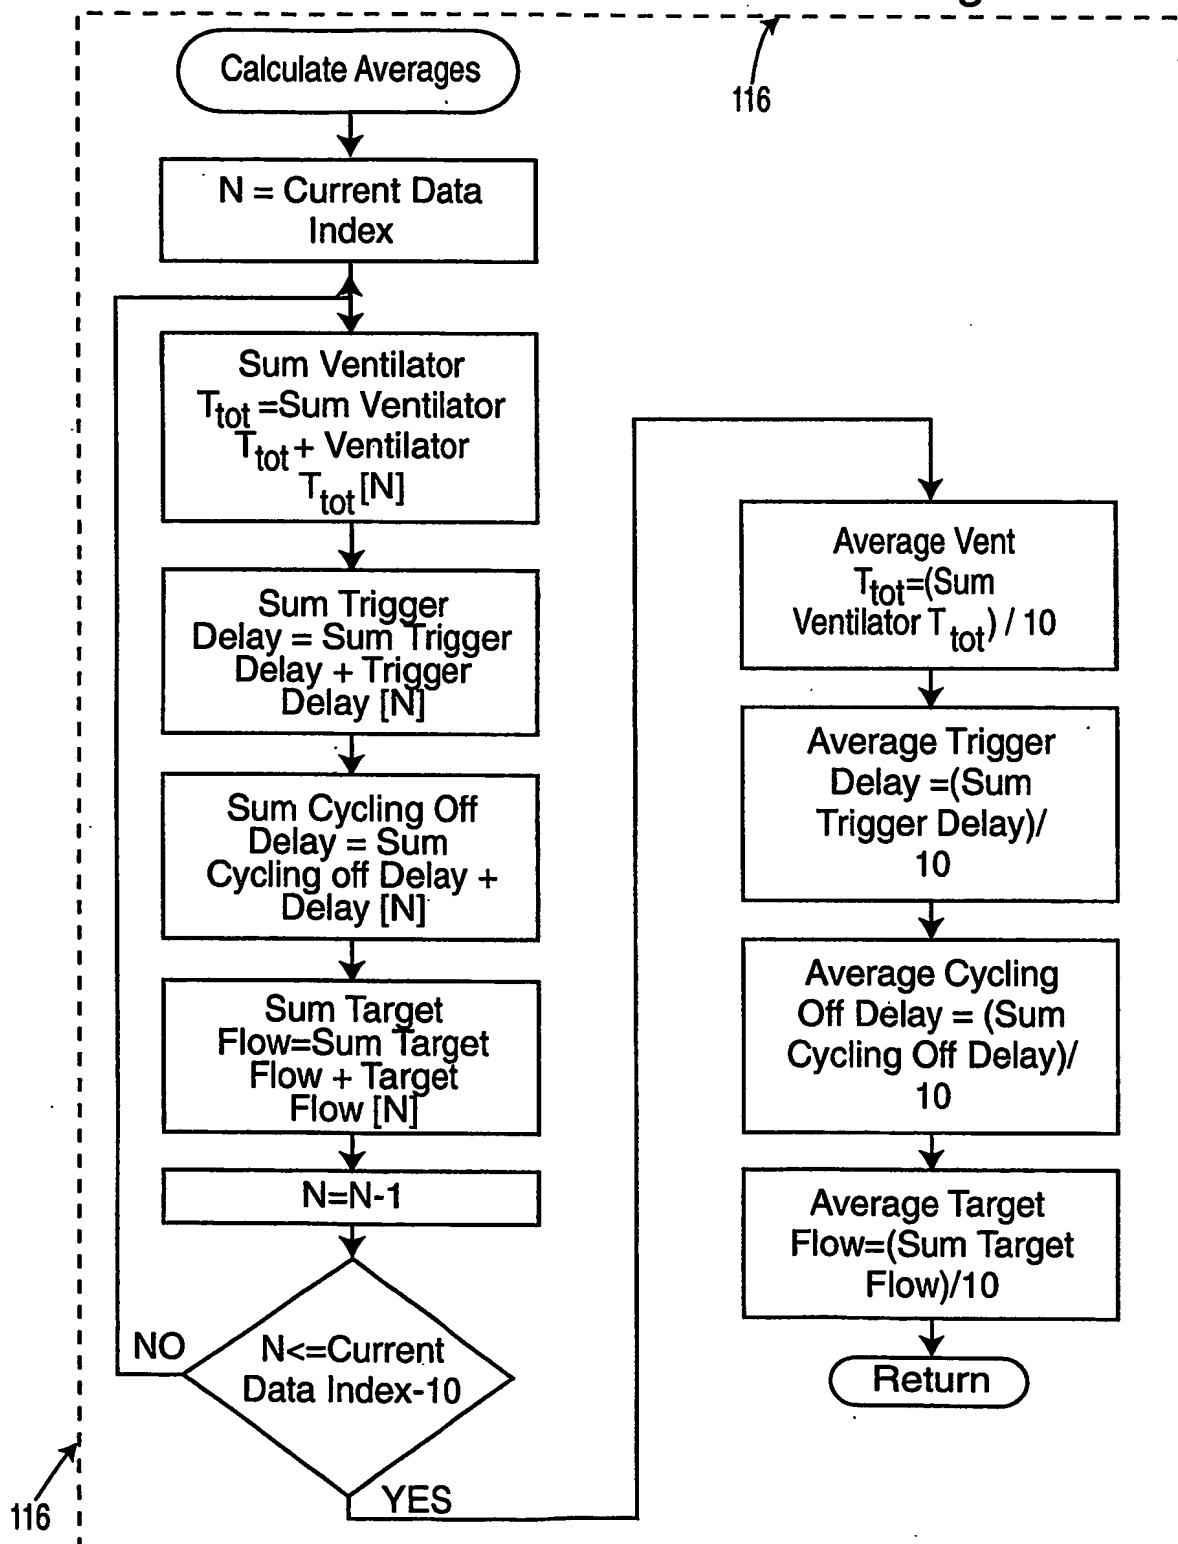 116
Calculate Averages
N = Current Data
Index
Sum Ventilator
Ttot =Sum Ventilator
Ttot + Ventilator
Ttot [N]
Sum Trigger
Delay = Sum Trigger
Delay + Trigger
Delay [N]
Sum Cycling Off
Delay = Sum
Cycling off Delay +
Delay [N]
Sum Target
Flow=Sum Target
Flow + Target
Flow [N]
N=N-1
N<=Current
Data Index-10
NO
YES
Average Vent
Ttot=(Sum
Ventilator Ttot) / 10
Average Trigger
Delay =(Sum
Trigger Delay)/
10
Average Cycling
Off Delay = (Sum
Cycling Off Delay)/
10
Average Target
Flow=(Sum Target
Flow)/10
Return
116